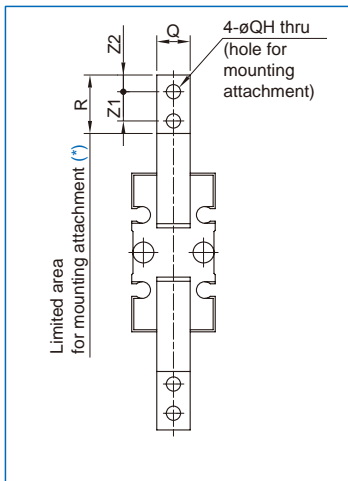 Q
4-øQH thru
(hole for
mounting
attachment)
Z2
R
Z1
Limited area
for mounting attachment (*)